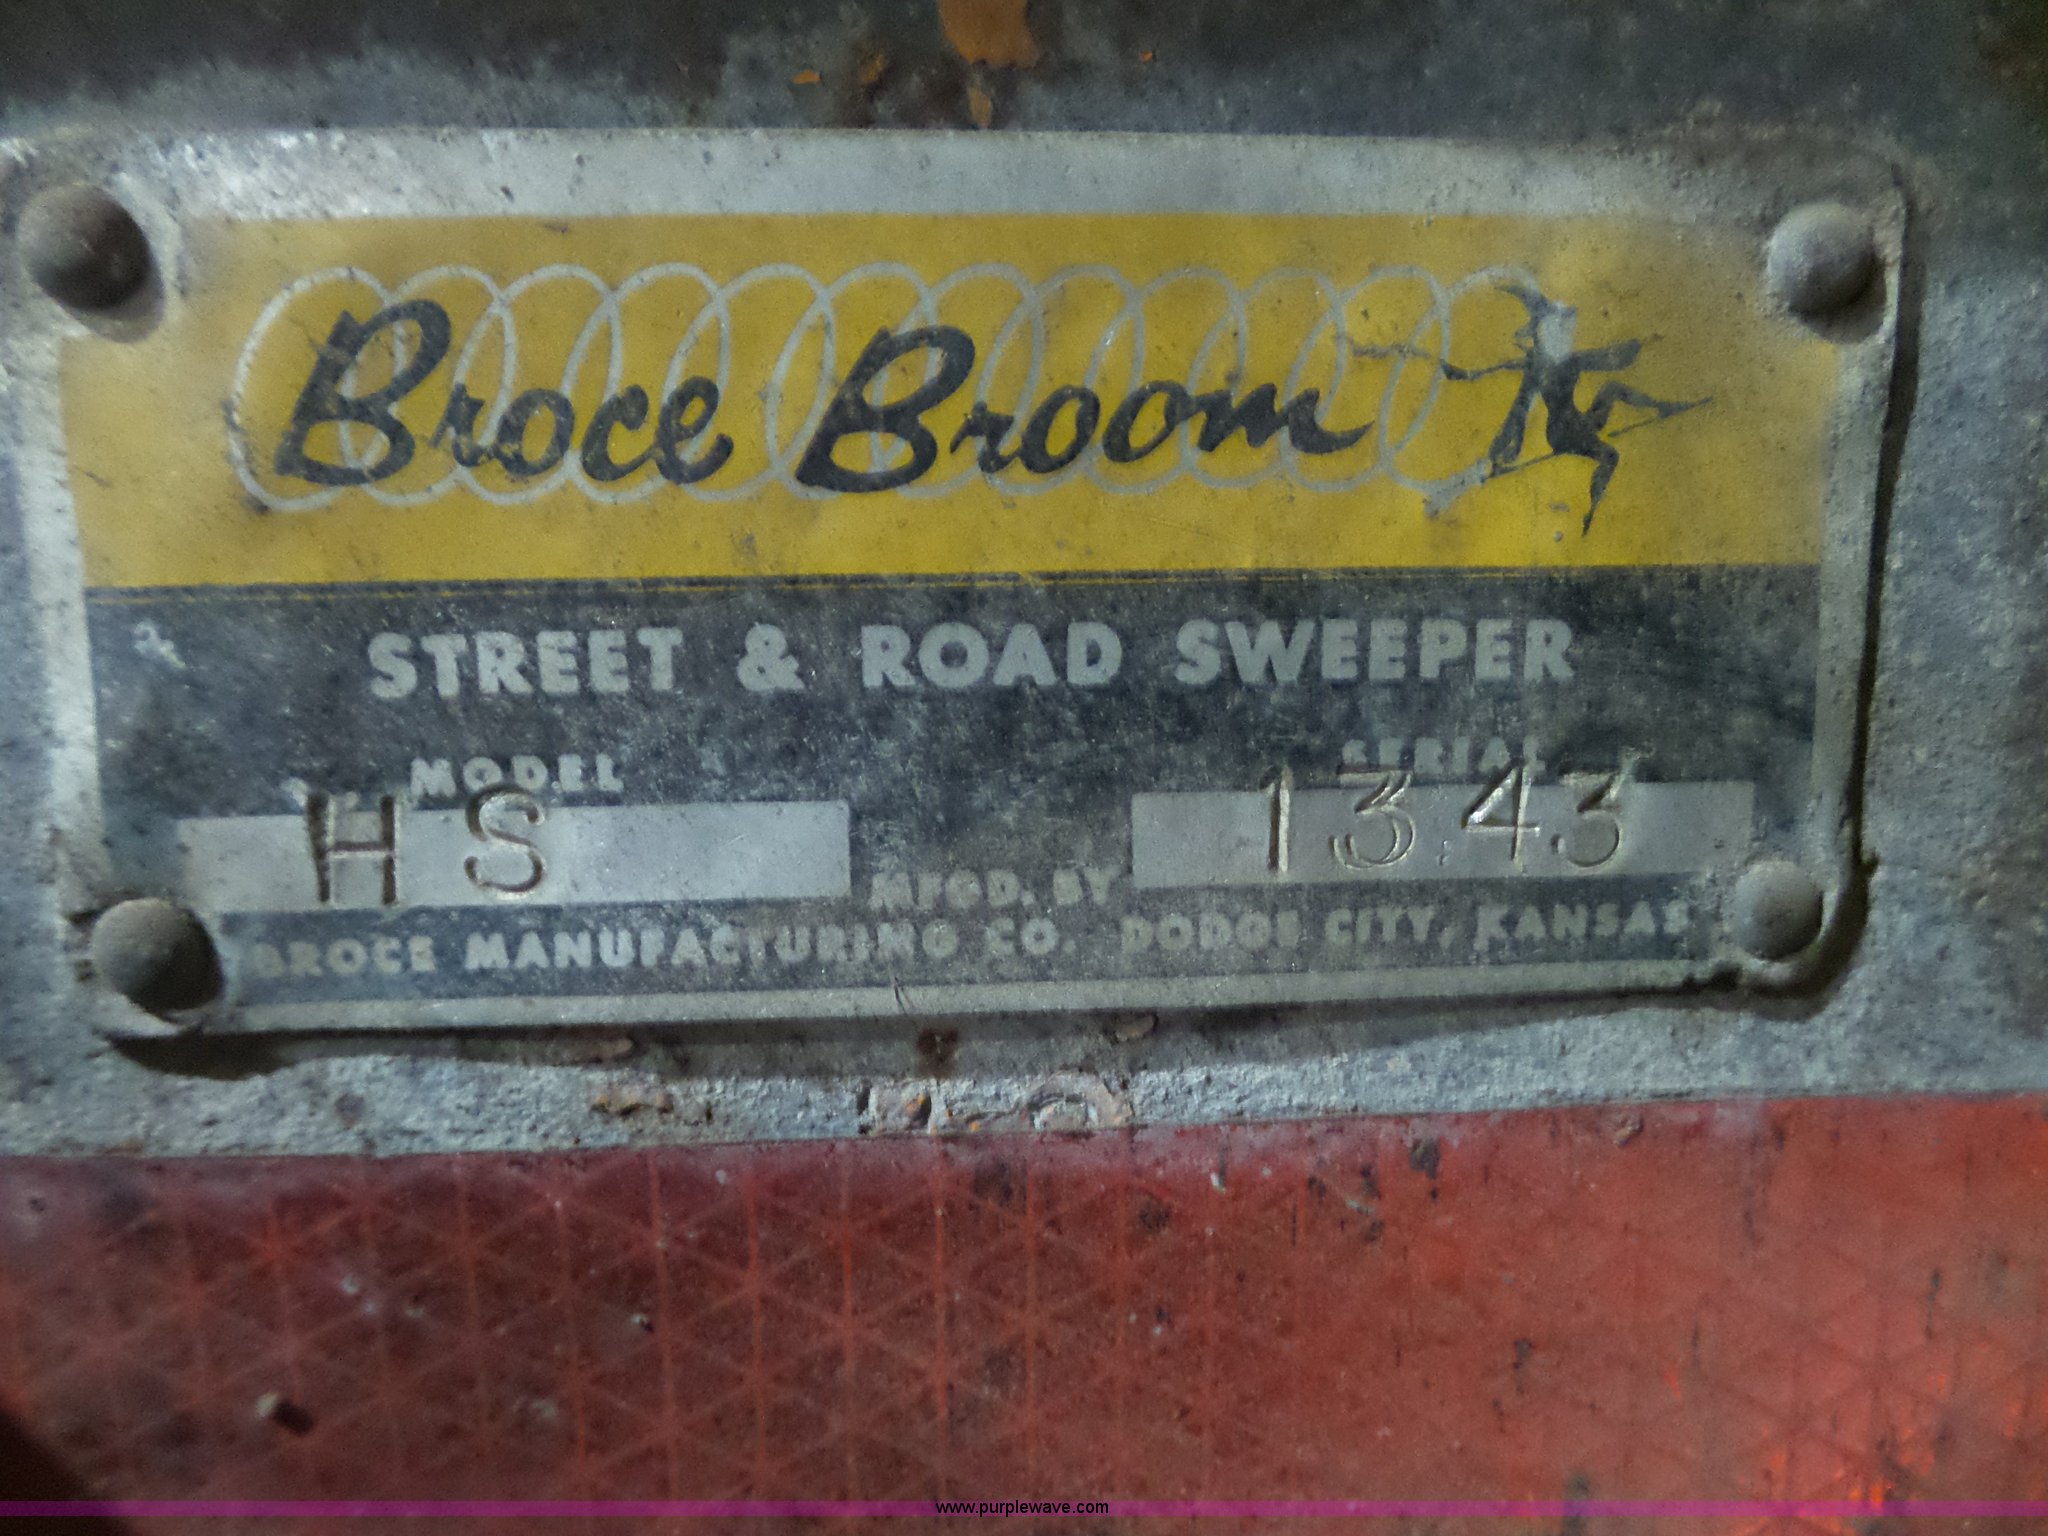 Broce Broom
STREET & ROAD SWEEPER
MODEL SERIAL
HS 1343
MFGD. BY
BROCE MANUFACTURING CO. DODGE CITY, KANSAS
www.purplewave.com